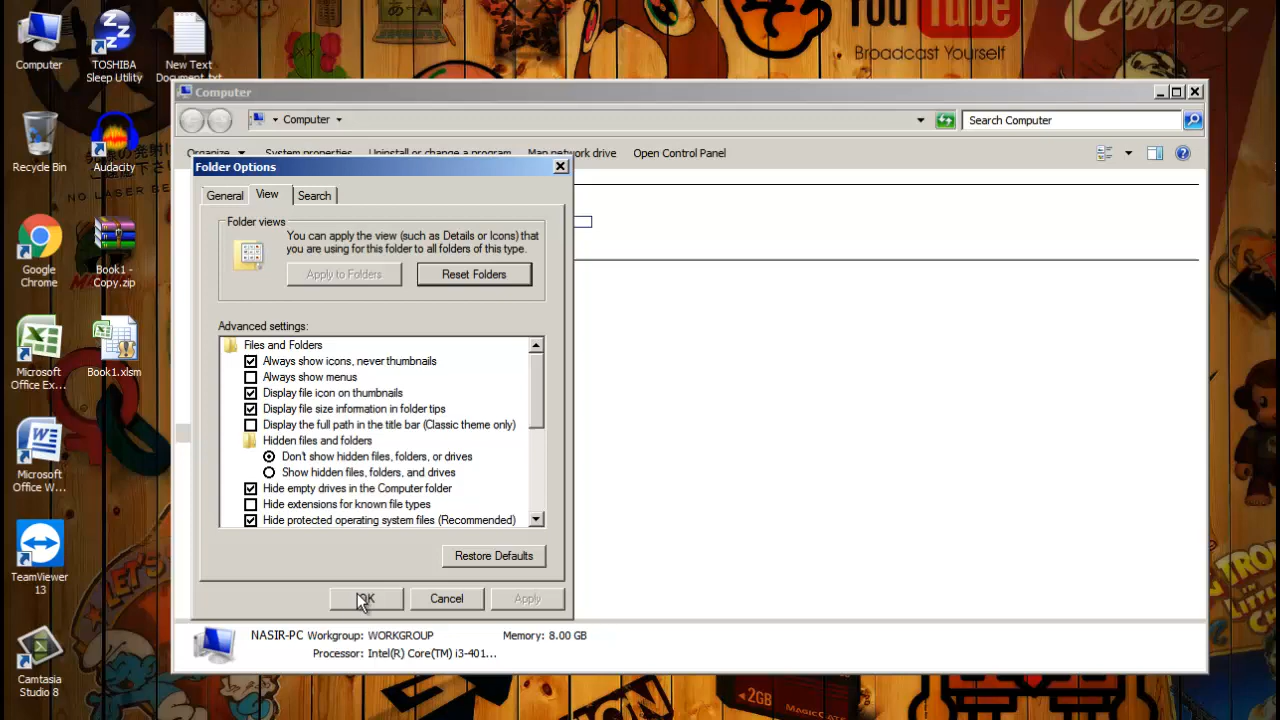 Computer
TOSHIBA
Sleep Utility
New Text
Document.txt
You Tube
Broadcast Yourself
Coffee!
Recycle Bin
Audacity
NO LASER
Google
Chrome
Book1 -
Copy.zip
Microsoft
Office Ex...
Book1.xlsm
Microsoft
Office W...
TeamViewer
13
Camtasia
Studio 8
LET'S
Computer
Computer
Search Computer
Organize
System properties
Uninstall or change a program
Map network drive
Open Control Panel
Folder Options
General
View
Search
Folder views
You can apply the view (such as Details or Icons) that
you are using for this folder to all folders of this type.
Apply to Folders
Reset Folders
Advanced settings:
Files and Folders
Always show icons, never thumbnails
Always show menus
Display file icon on thumbnails
Display file size information in folder tips
Display the full path in the title bar (Classic theme only)
Hidden files and folders
Don't show hidden files, folders, or drives
Show hidden files, folders, and drives
Hide empty drives in the Computer folder
Hide extensions for known file types
Hide protected operating system files (Recommended)
Restore Defaults
OK
Cancel
Apply
NASIR-PC Workgroup: WORKGROUP
Memory: 8.00 GB
Processor: Intel(R) Core(TM) i3-401...
2GB